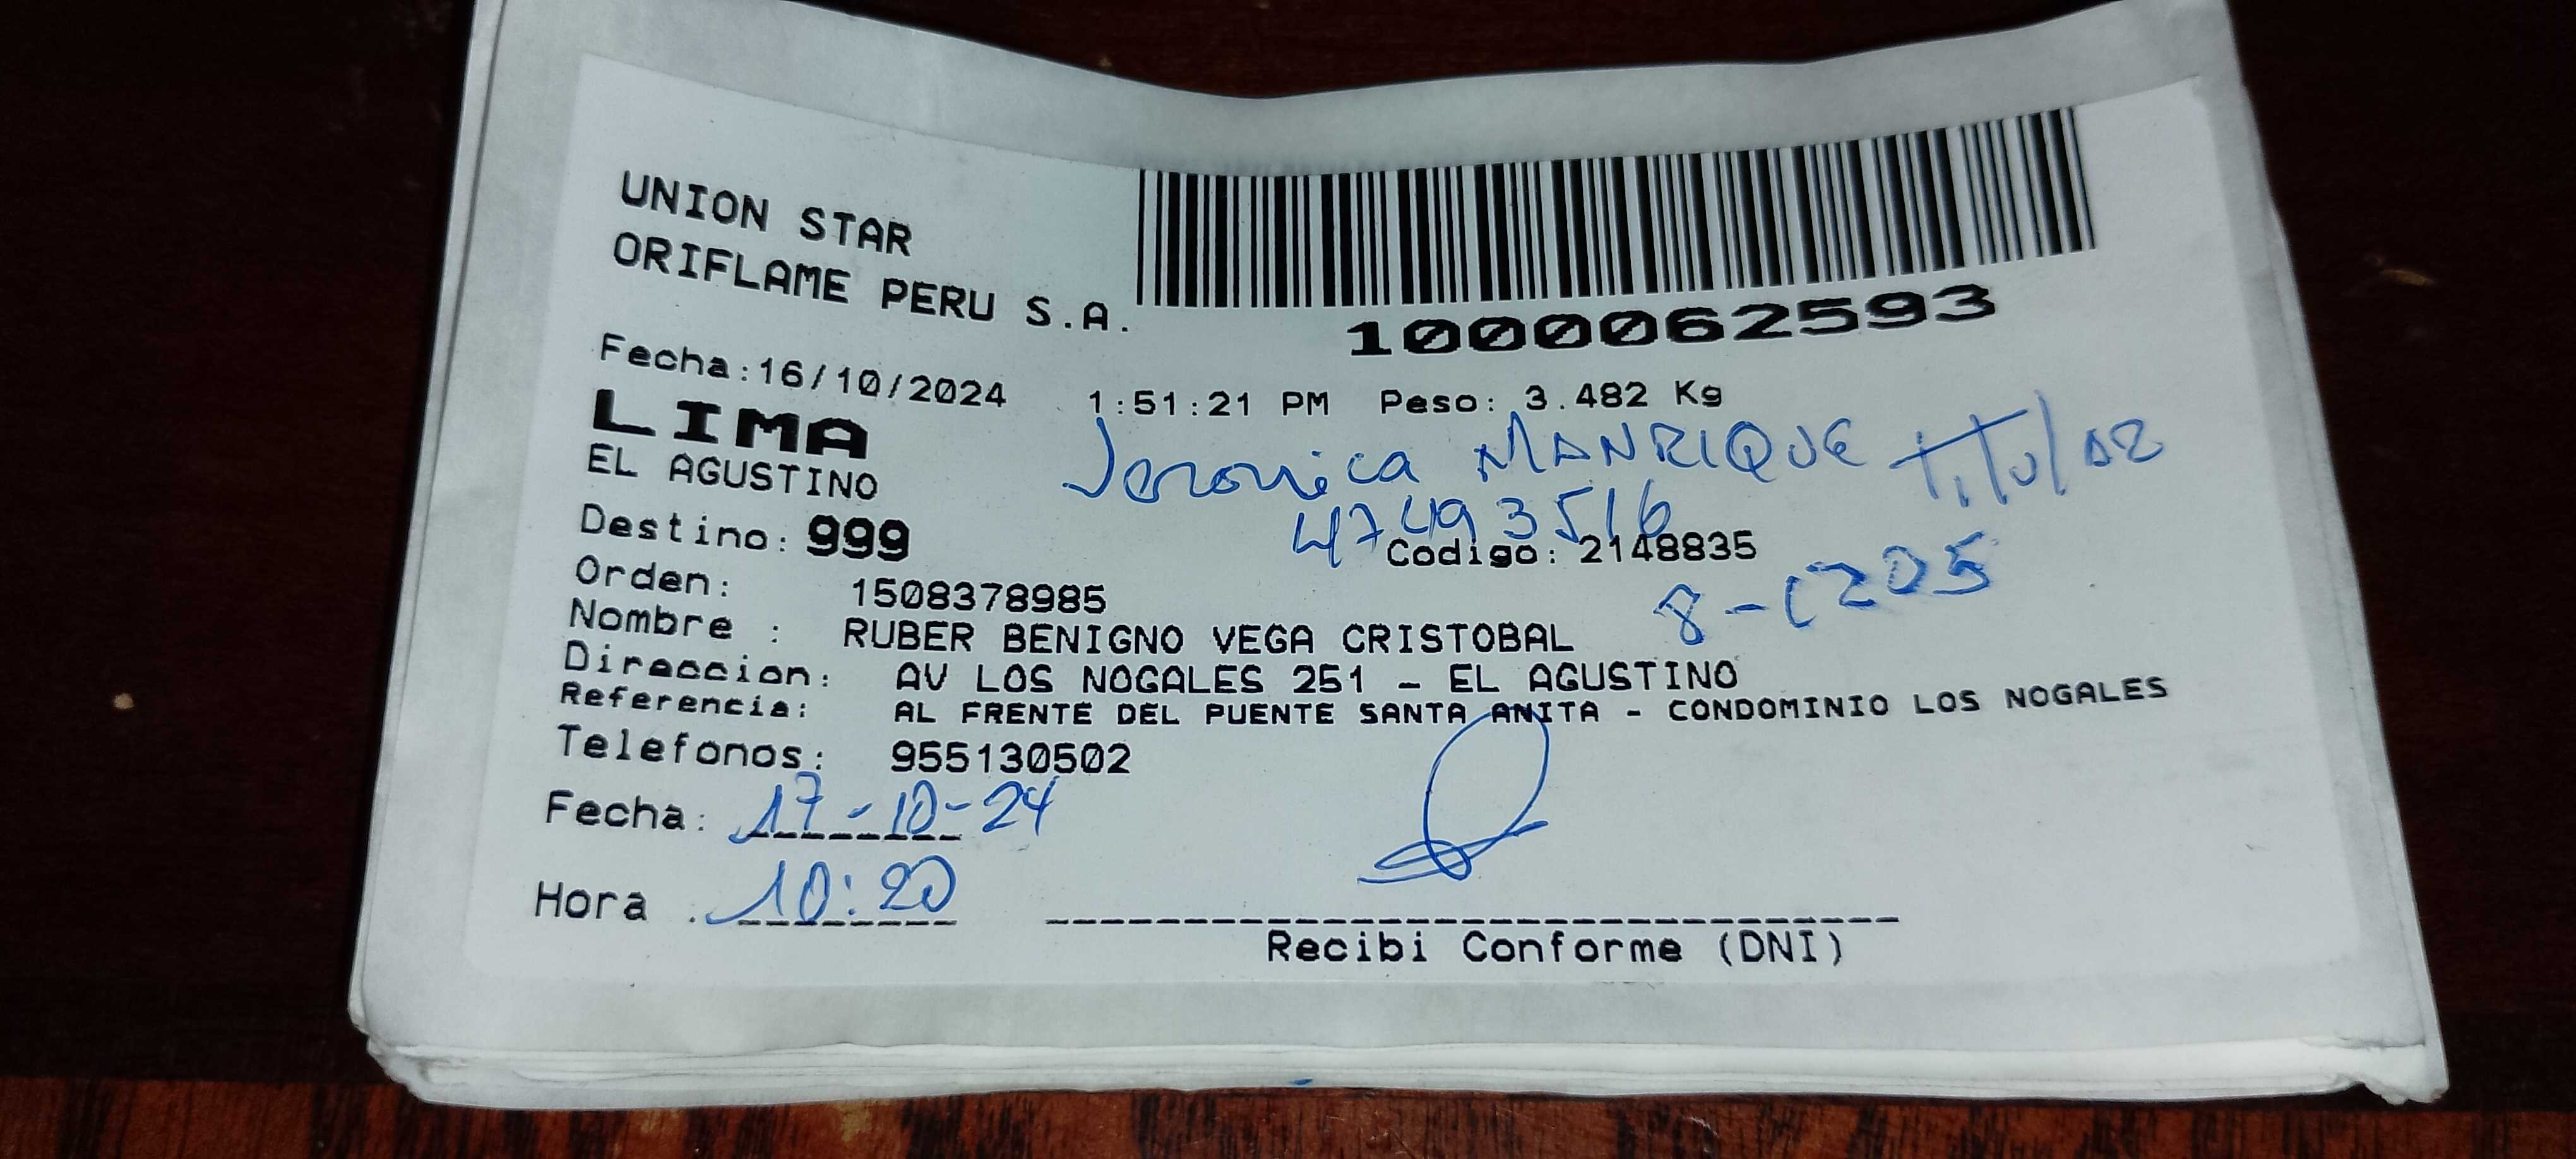 UNION STAR
ORIFLAME PERU S.A.
1000062593
Fecha:16/10/2024 1:51:21 PM Peso: 3.482 Kg
LIMA
EL AGUSTINO
Jeronica MANRIQUE Titular
47493516
Destino: 999
Codigo: 2148835
Orden: 1508378985
8-1205
Nombre : RUBER BENIGNO VEGA CRISTOBAL
Direccion: AV LOS NOGALES 251 - EL AGUSTINO
Referencia: AL FRENTE DEL PUENTE SANTA ANITA - CONDOMINIO LOS NOGALES
Telefonos: 955130502
Fecha: 17-10-24
Hora : 10:20
Recibi Conforme (DNI)